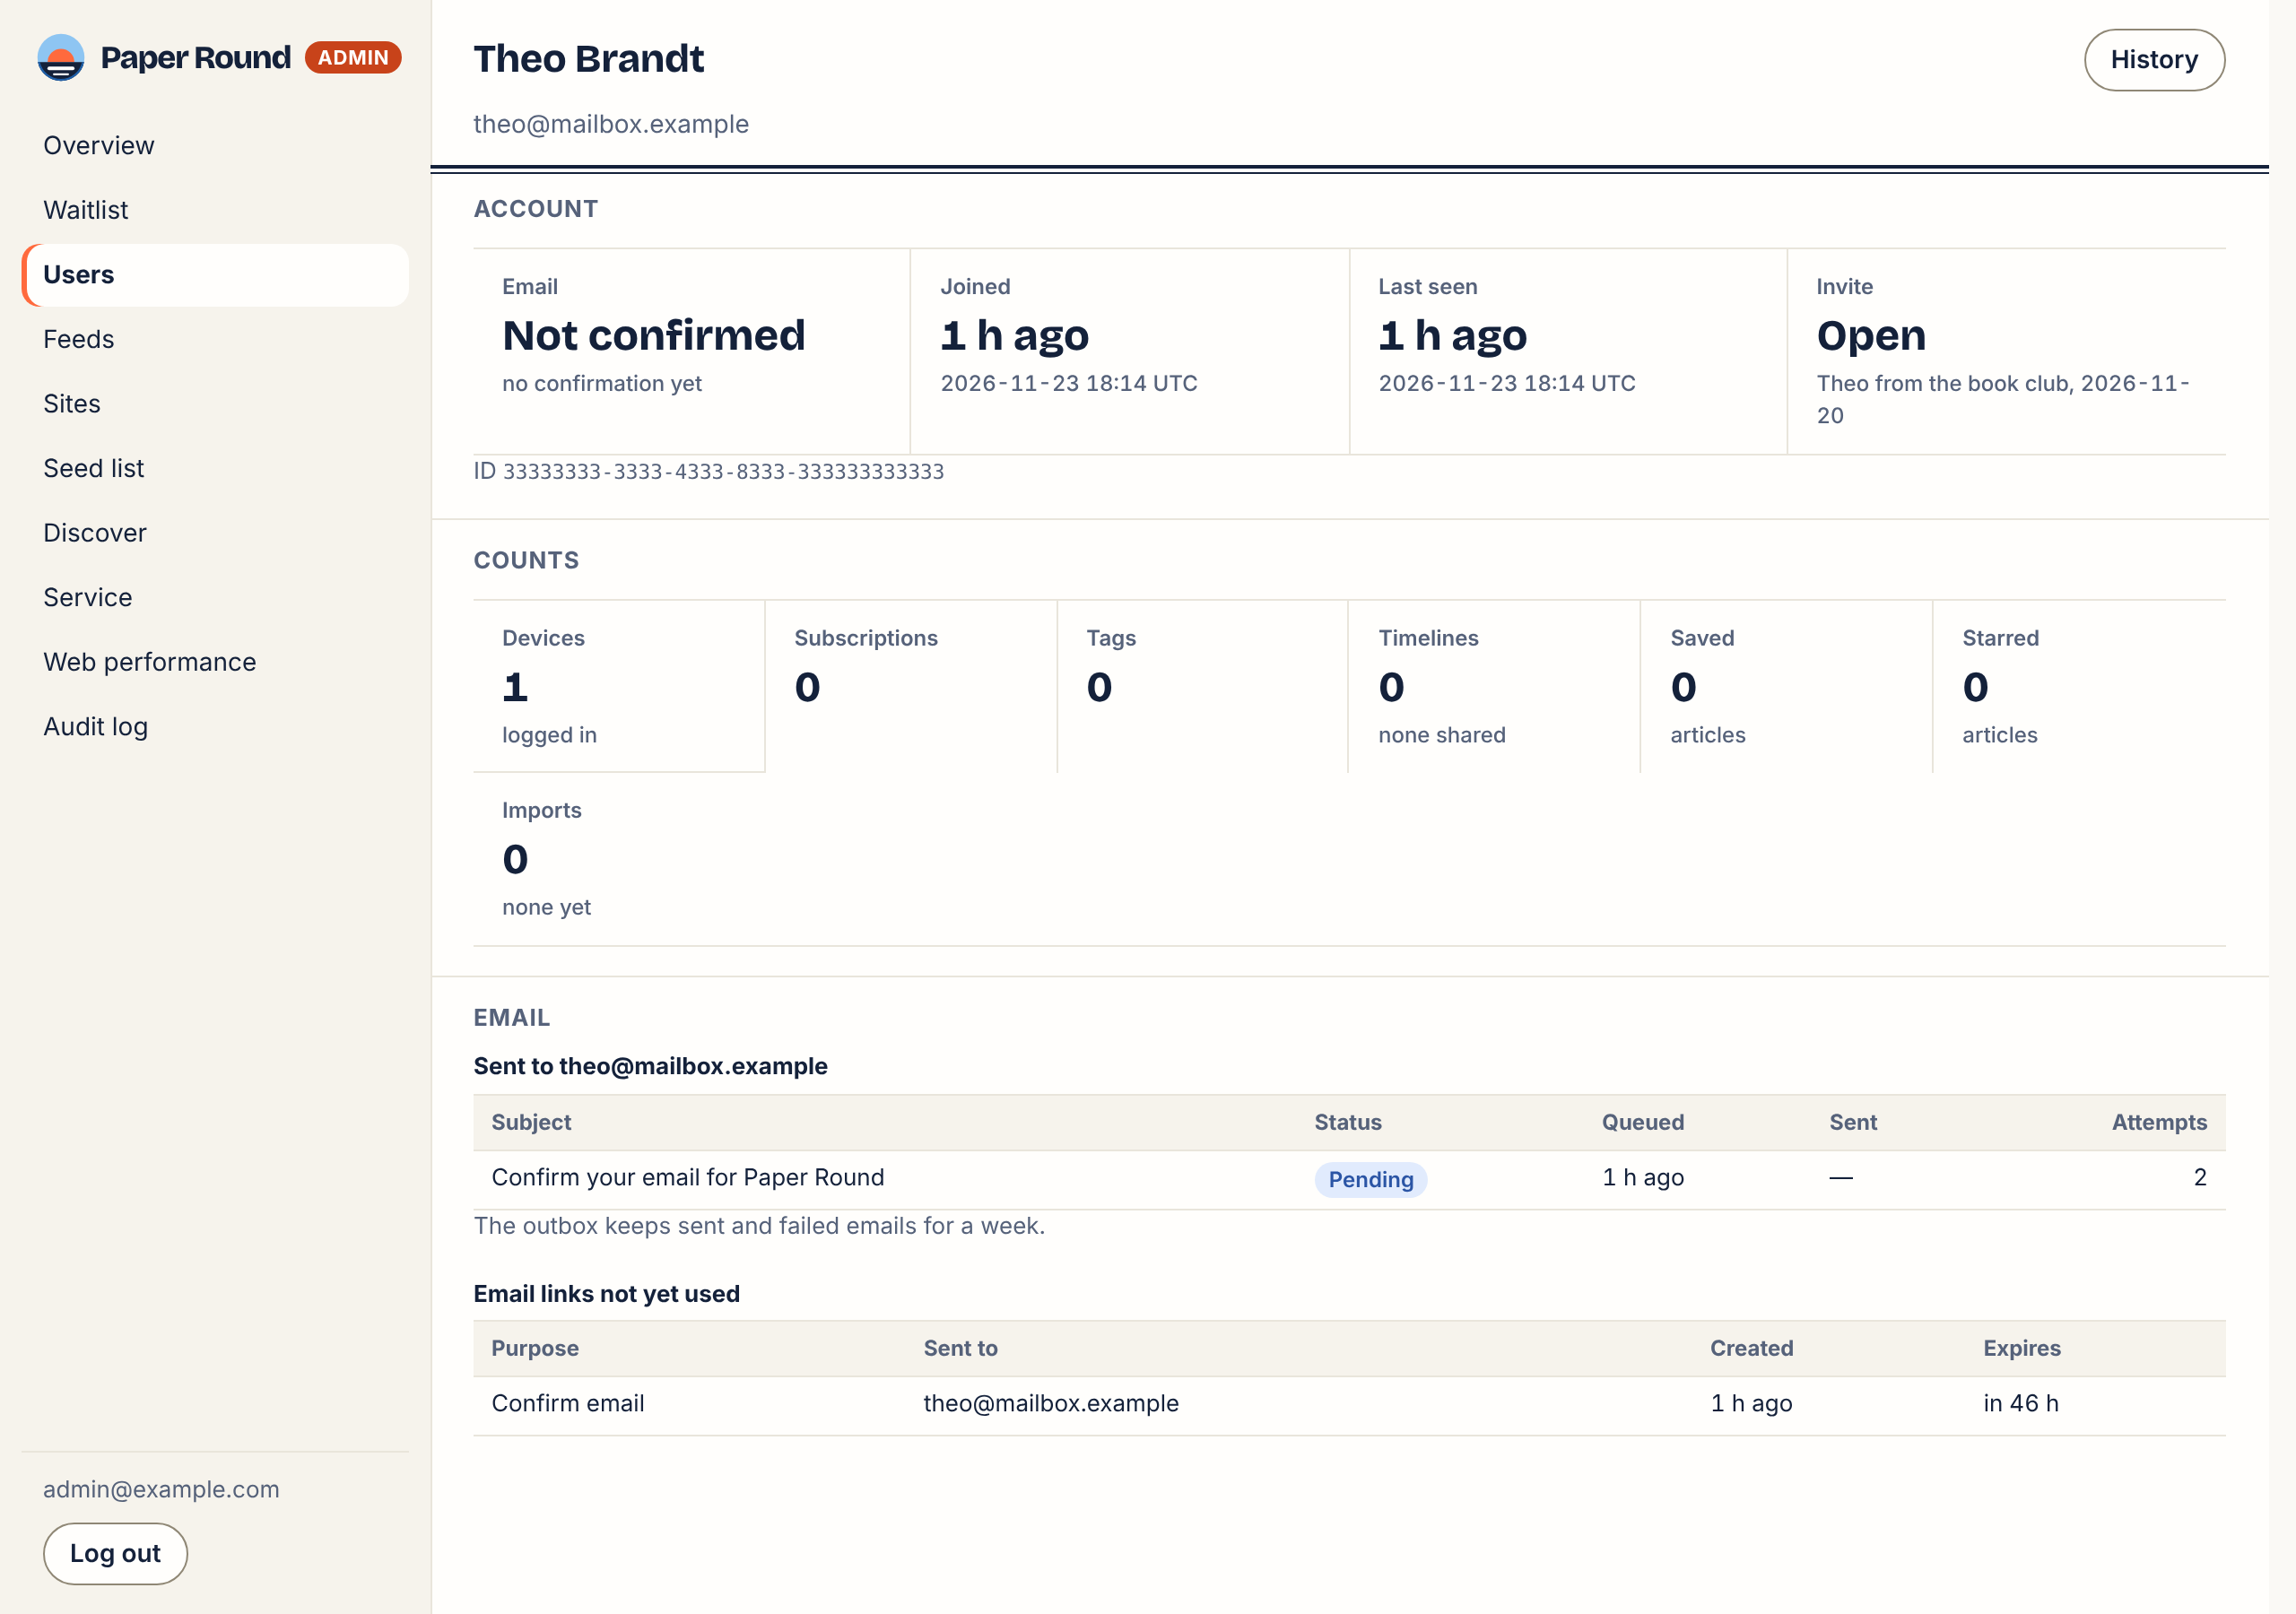 Paper Round ADMIN
Overview
Waitlist
Users
Feeds
Sites
Seed list
Discover
Service
Web performance
Audit log
admin@example.com
Log out
Theo Brandt
History
theo@mailbox.example
ACCOUNT
Email
Not confirmed
no confirmation yet
Joined
1 h ago
2026-11-23 18:14 UTC
Last seen
1 h ago
2026-11-23 18:14 UTC
Invite
Open
Theo from the book club, 2026-11-
20
ID 33333333-3333-4333-8333-333333333333
COUNTS
Devices
1
logged in
Subscriptions
0
Tags
0
Timelines
0
none shared
Saved
0
articles
Starred
0
articles
Imports
0
none yet
EMAIL
Sent to theo@mailbox.example
Subject Status Queued Sent Attempts
Confirm your email for Paper Round Pending 1 h ago — 2
The outbox keeps sent and failed emails for a week.
Email links not yet used
Purpose Sent to Created Expires
Confirm email theo@mailbox.example 1 h ago in 46 h